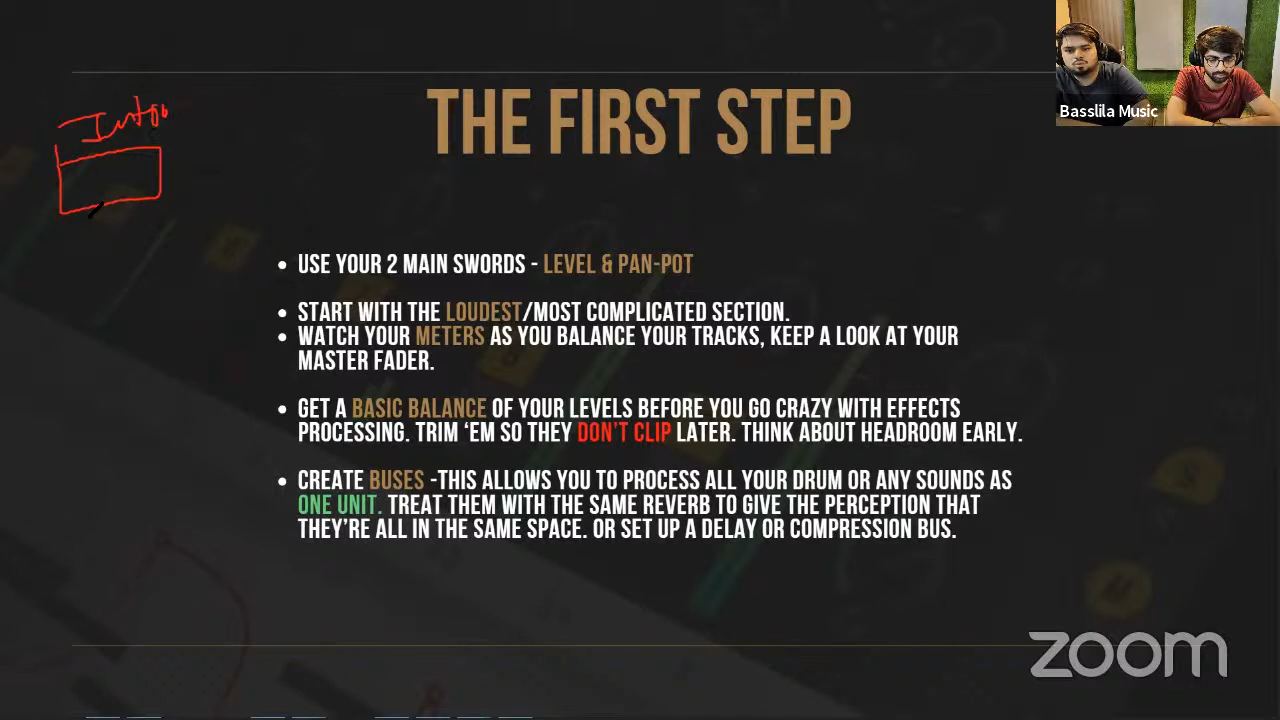 Basslila Music
THE FIRST STEP
Intro
• USE YOUR 2 MAIN SWORDS - LEVEL & PAN-POT
• START WITH THE LOUDEST/MOST COMPLICATED SECTION.
• WATCH YOUR METERS AS YOU BALANCE YOUR TRACKS, KEEP A LOOK AT YOUR
MASTER FADER.
• GET A BASIC BALANCE OF YOUR LEVELS BEFORE YOU GO CRAZY WITH EFFECTS
PROCESSING. TRIM ‘EM SO THEY DON’T CLIP LATER. THINK ABOUT HEADROOM EARLY.
• CREATE BUSES -THIS ALLOWS YOU TO PROCESS ALL YOUR DRUM OR ANY SOUNDS AS
ONE UNIT. TREAT THEM WITH THE SAME REVERB TO GIVE THE PERCEPTION THAT
THEY’RE ALL IN THE SAME SPACE. OR SET UP A DELAY OR COMPRESSION BUS.
zoom